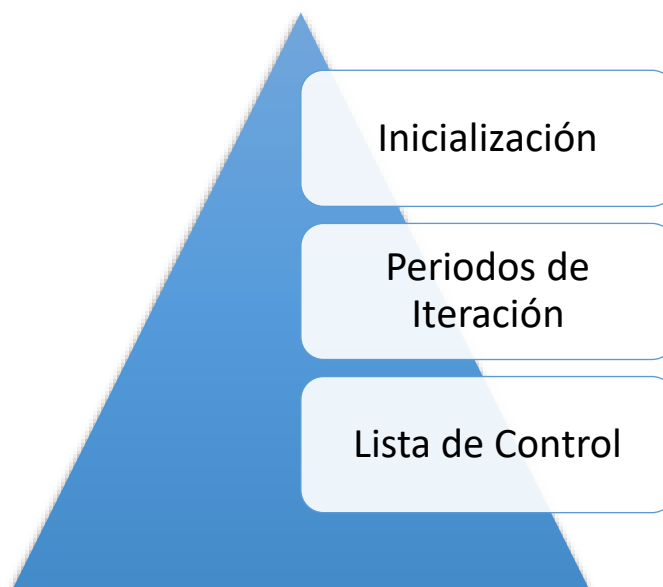 Inicialización
Periodos de
Iteración
Lista de Control